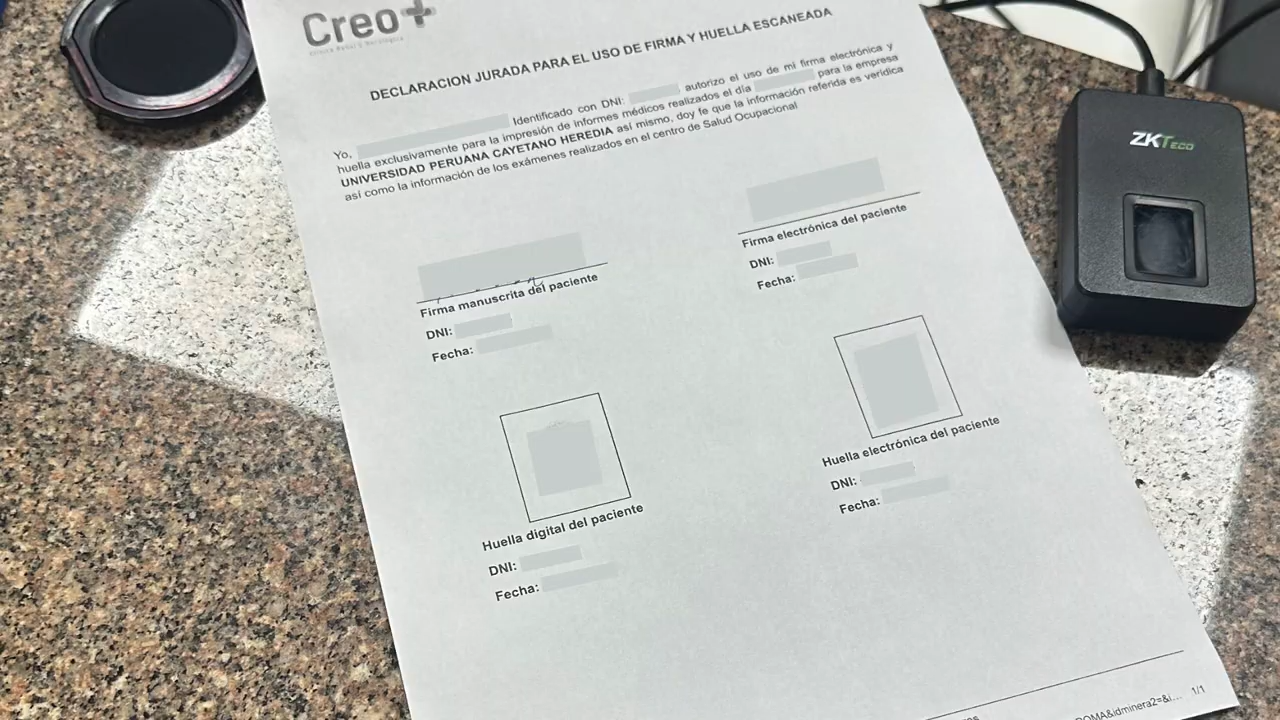 Creo+
DECLARACION JURADA PARA EL USO DE FIRMA Y HUELLA ESCANEADA
Yo, Identificado con DNI: , autorizo el uso de mi firma electrónica y
huella exclusivamente para la impresión de informes médicos realizados el día para la empresa
UNIVERSIDAD PERUANA CAYETANO HEREDIA así mismo, doy fe que la información referida es verídica
así como la información de los exámenes realizados en el centro de Salud Ocupacional
Firma manuscrita del paciente
DNI:
Fecha:
Firma electrónica del paciente
DNI:
Fecha:
Huella digital del paciente
DNI:
Fecha:
Huella electrónica del paciente
DNI:
Fecha:
OMA&idminera2=&i... 1/1
ZKTECO